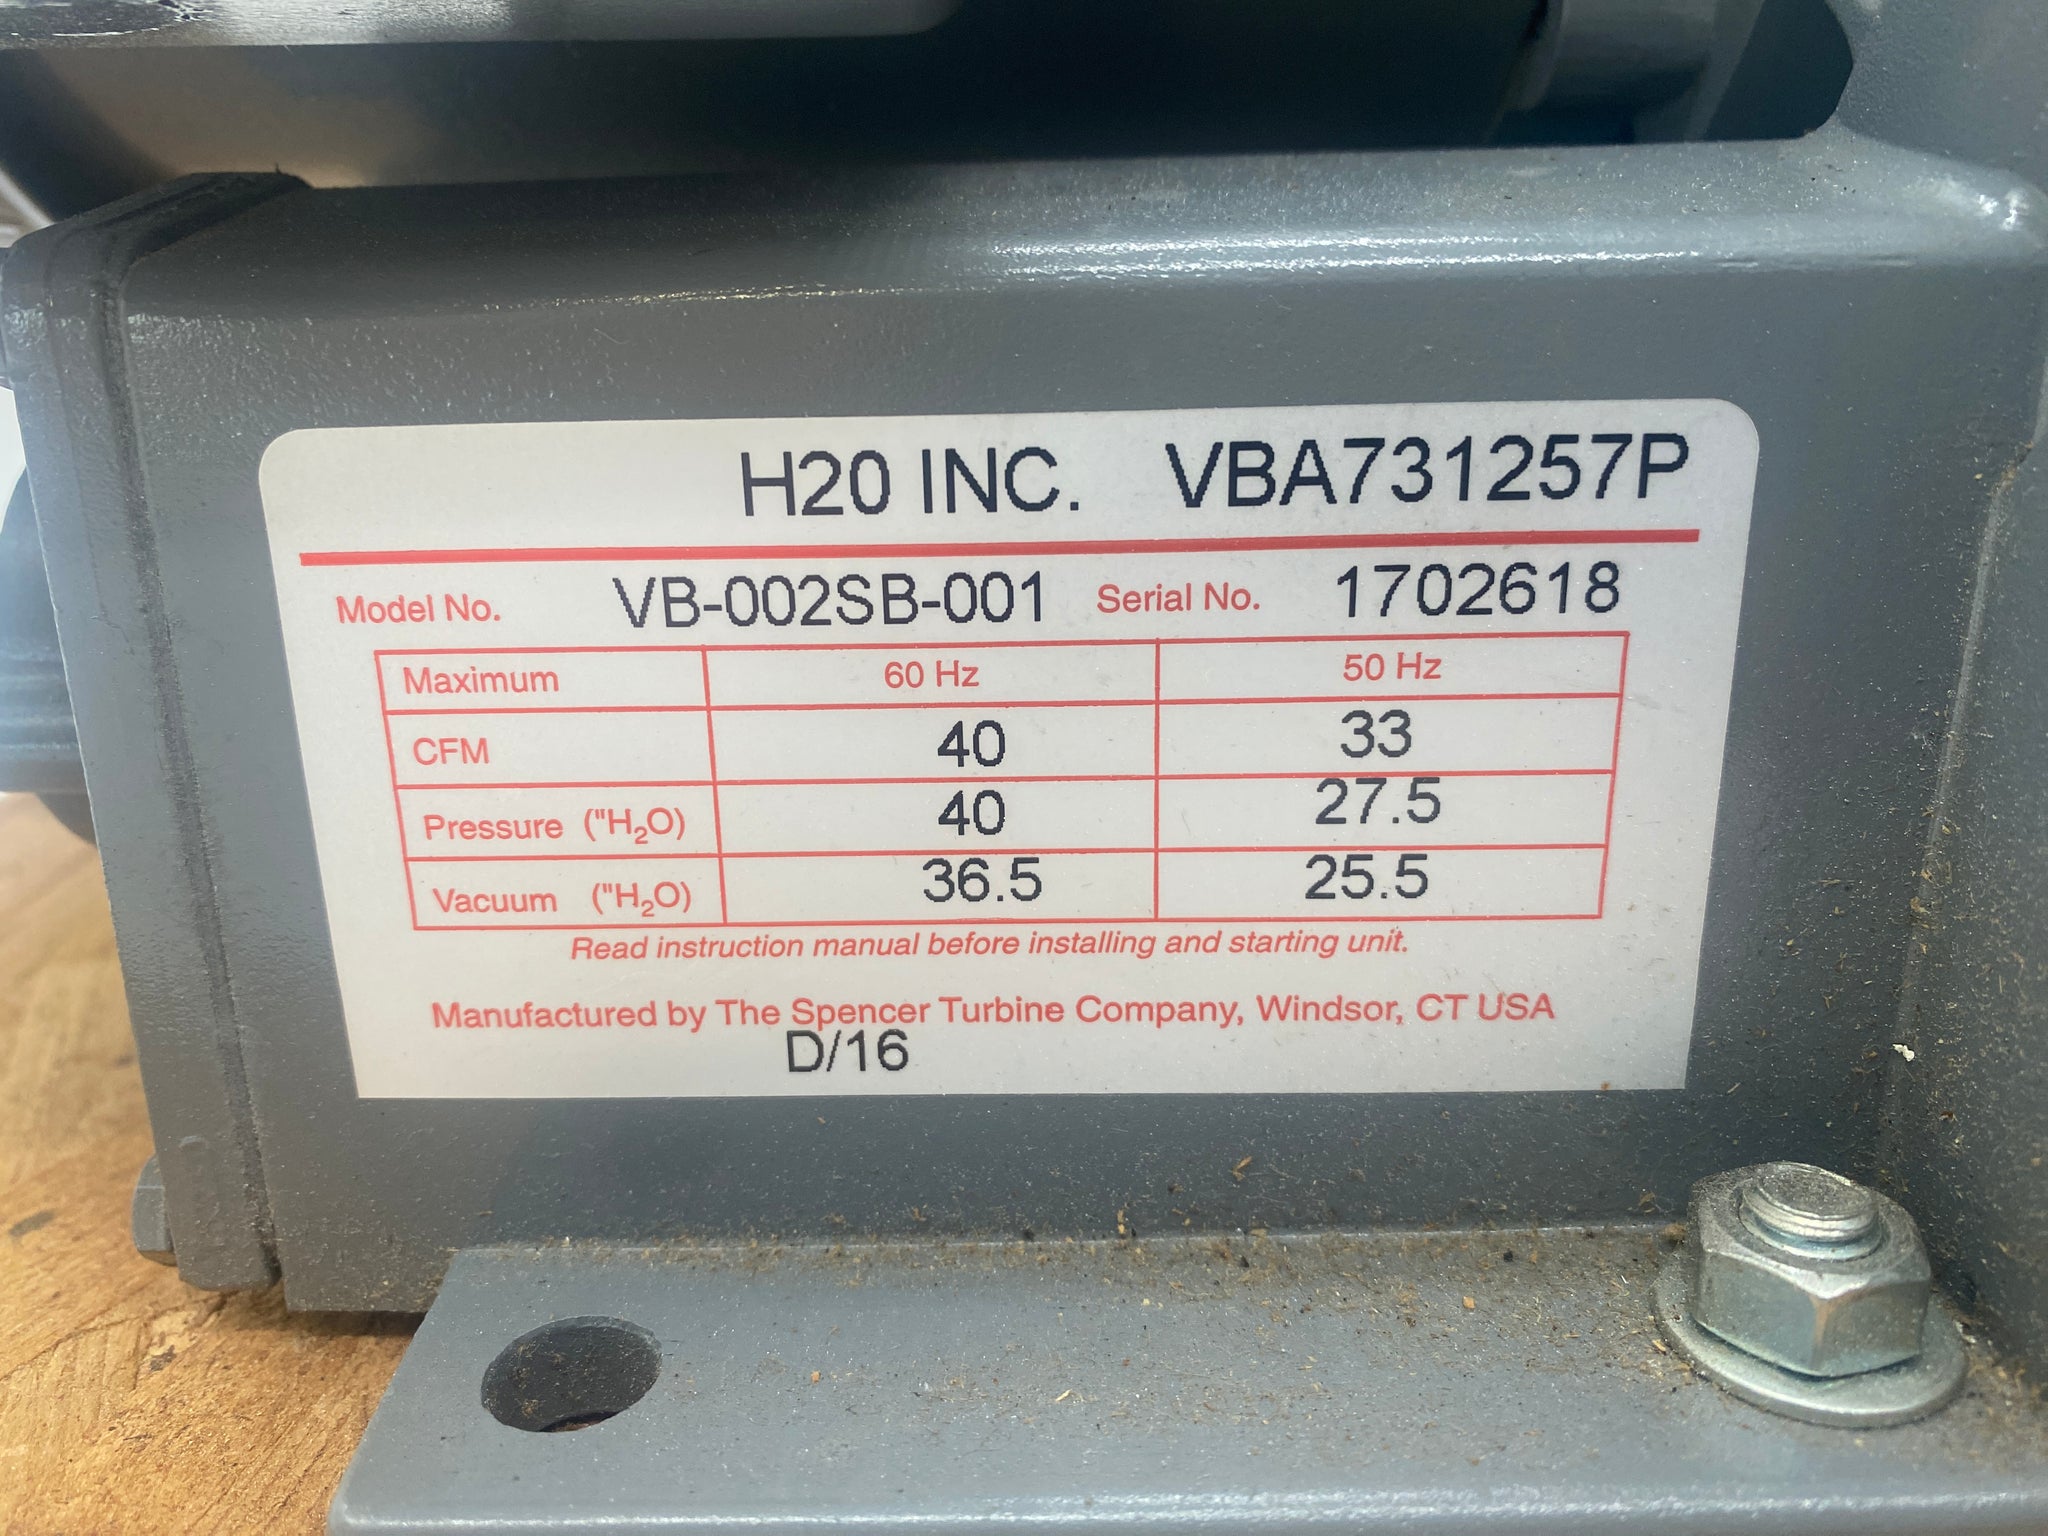 H20 INC. VBA731257P
Model No. VB-002SB-001 Serial No. 1702618
Maximum 60 Hz 50 Hz
CFM 40 33
Pressure ("H₂O) 40 27.5
Vacuum ("H₂O) 36.5 25.5
Read instruction manual before installing and starting unit.
Manufactured by The Spencer Turbine Company, Windsor, CT USA
D/16